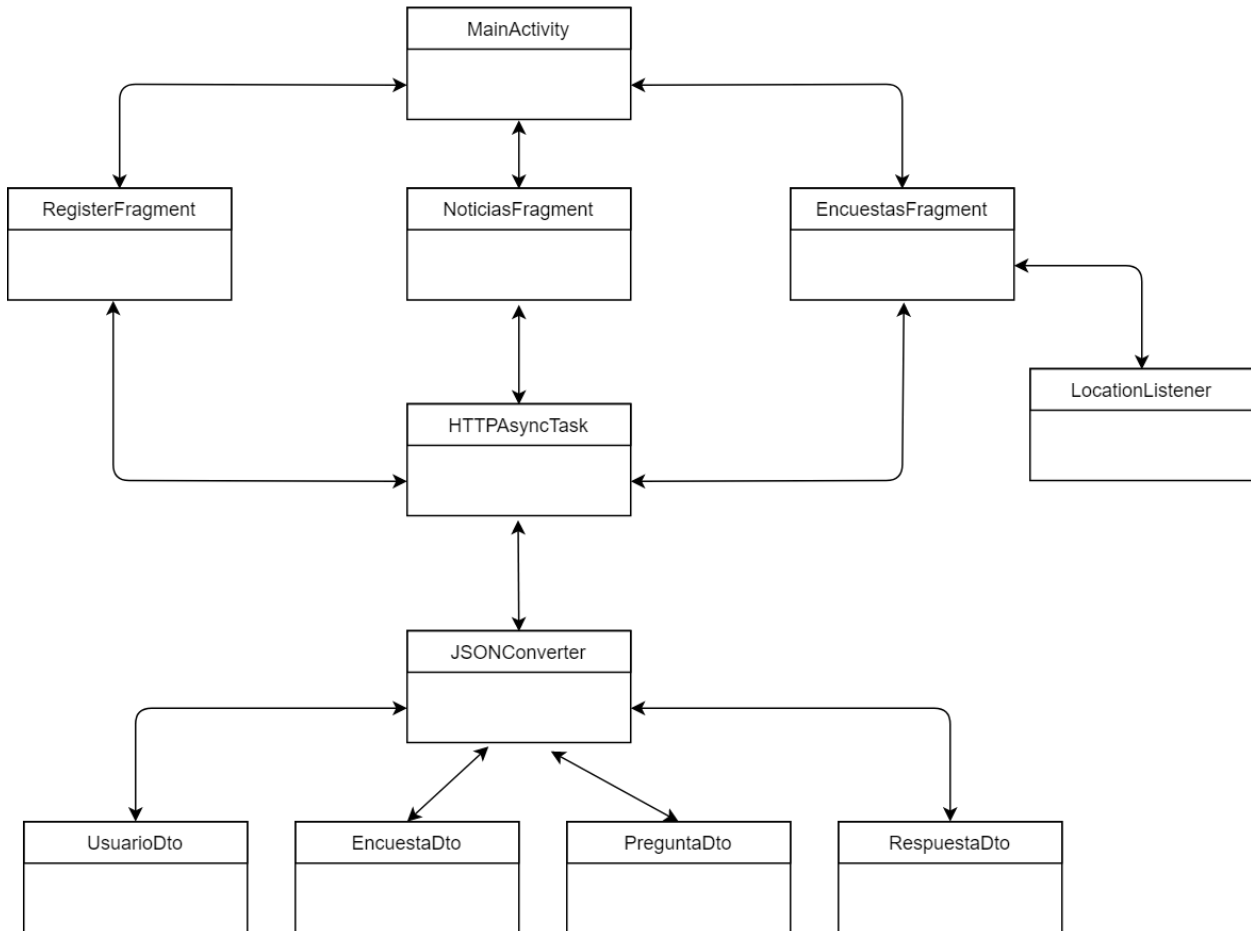 MainActivity
RegisterFragment
NoticiasFragment
EncuestasFragment
LocationListener
HTTPAsyncTask
JSONConverter
UsuarioDto
EncuestaDto
PreguntaDto
RespuestaDto